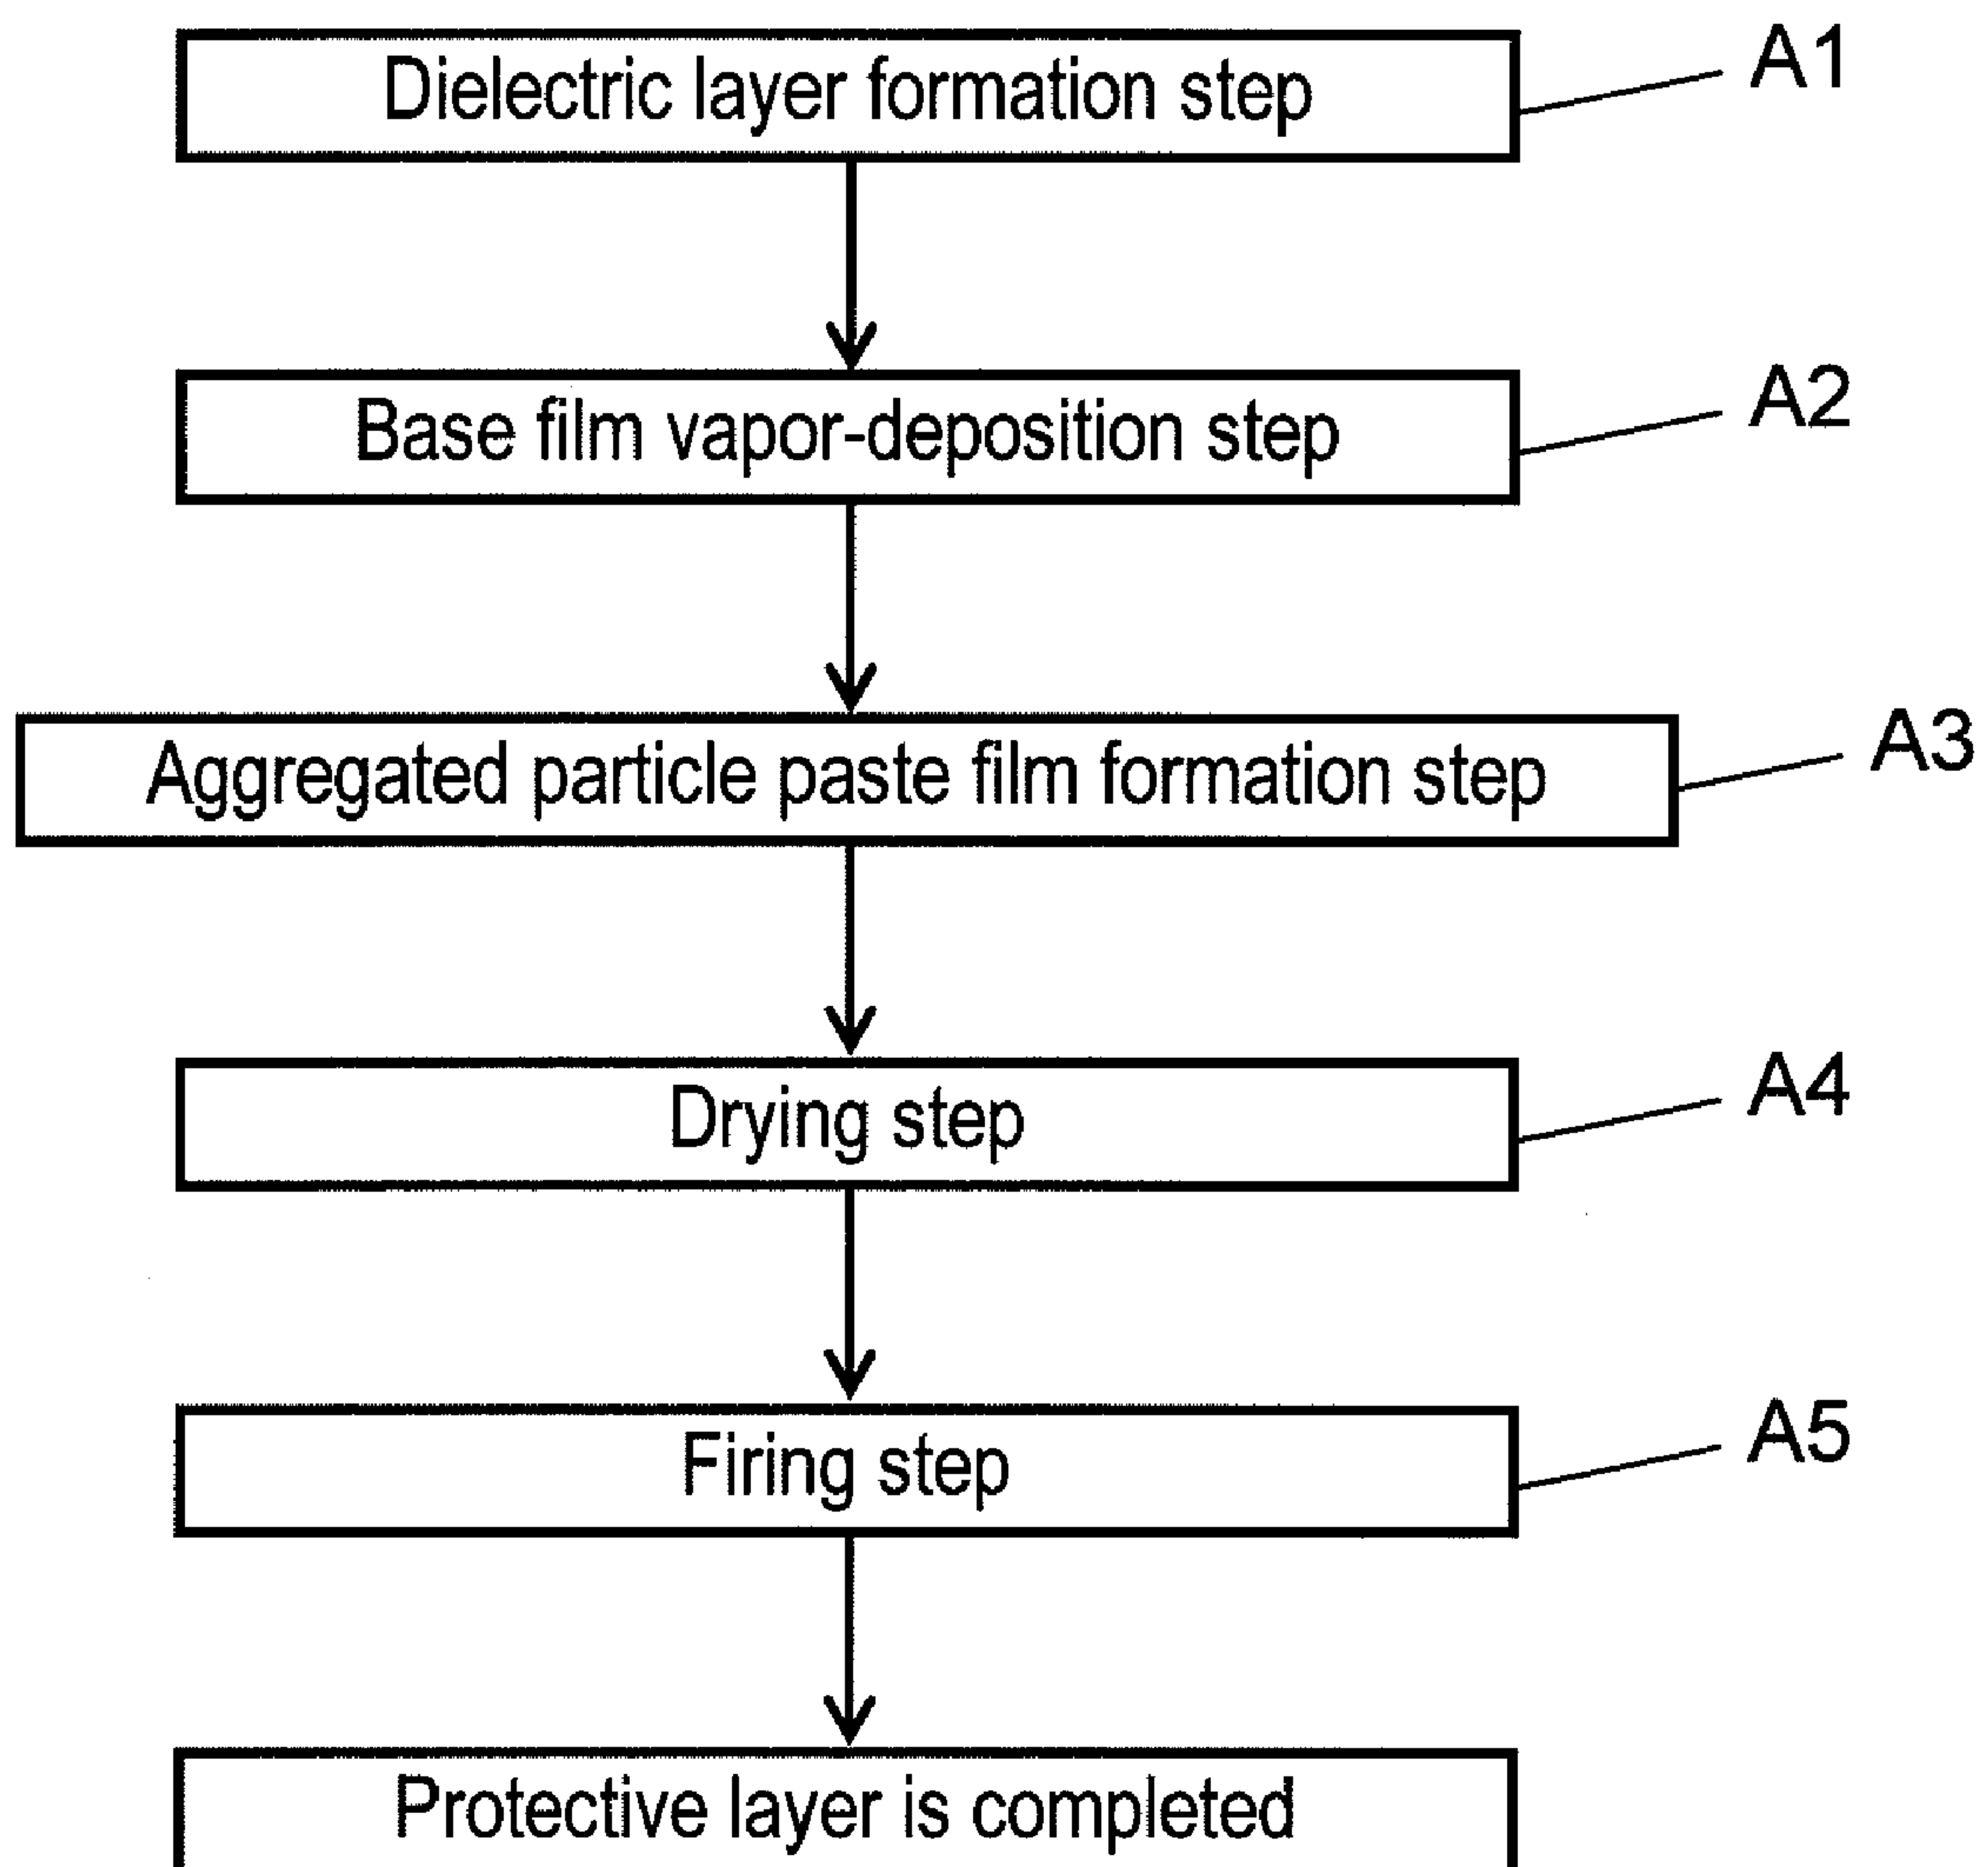 Dielectric layer formation step
A1
Base film vapor-deposition step
A2
Aggregated particle paste film formation step
A3
Drying step
A4
Firing step
A5
Protective layer is completed